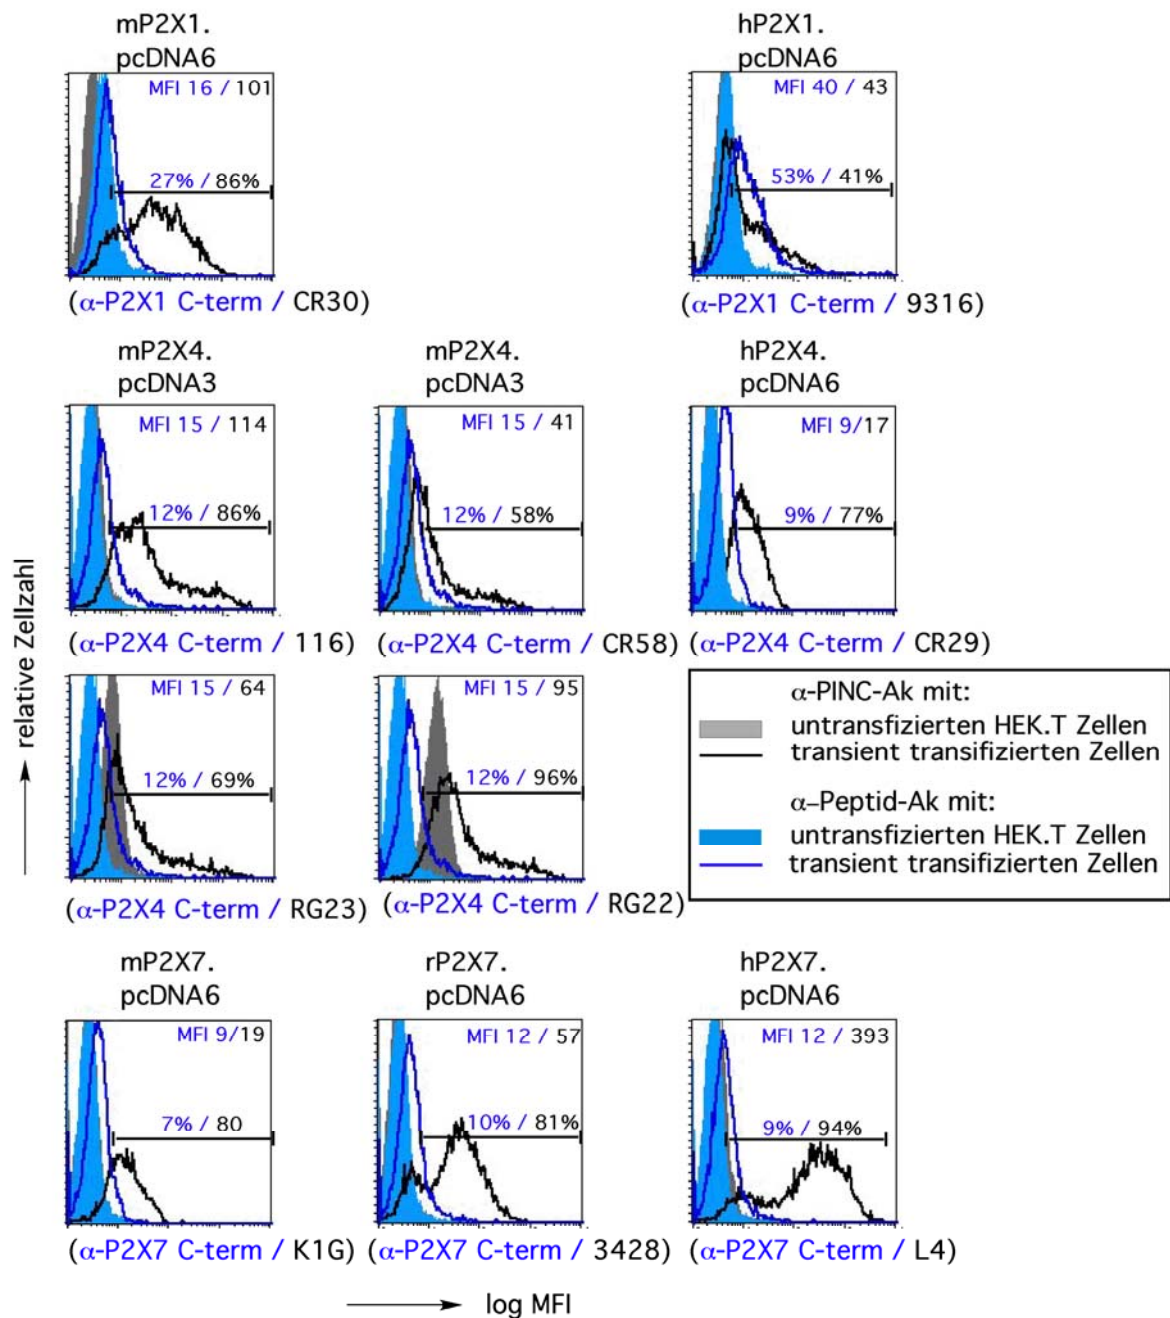 mP2X1.
pcDNA6
MFI 16 / 101
27% / 86%
(α-P2X1 C-term / CR30)
hP2X1.
pcDNA6
MFI 40 / 43
53% / 41%
(α-P2X1 C-term / 9316)
mP2X4.
pcDNA3
MFI 15 / 114
12% / 86%
(α-P2X4 C-term / 116)
mP2X4.
pcDNA3
MFI 15 / 41
12% / 58%
(α-P2X4 C-term / CR58)
hP2X4.
pcDNA6
MFI 9/17
9% / 77%
(α-P2X4 C-term / CR29)
MFI 15 / 64
12% / 69%
(α-P2X4 C-term / RG23)
MFI 15 / 95
12% / 96%
(α-P2X4 C-term / RG22)
α-PINC-Ak mit:
untransfizierten HEK.T Zellen
transient transifizierten Zellen
α-Peptid-Ak mit:
untransfizierten HEK.T Zellen
transient transifizierten Zellen
mP2X7.
pcDNA6
MFI 9/19
7% / 80
(α-P2X7 C-term / K1G)
rP2X7.
pcDNA6
MFI 12 / 57
10% / 81%
(α-P2X7 C-term / 3428)
hP2X7.
pcDNA6
MFI 12 / 393
9% / 94%
(α-P2X7 C-term / L4)
relative Zellzahl
log MFI